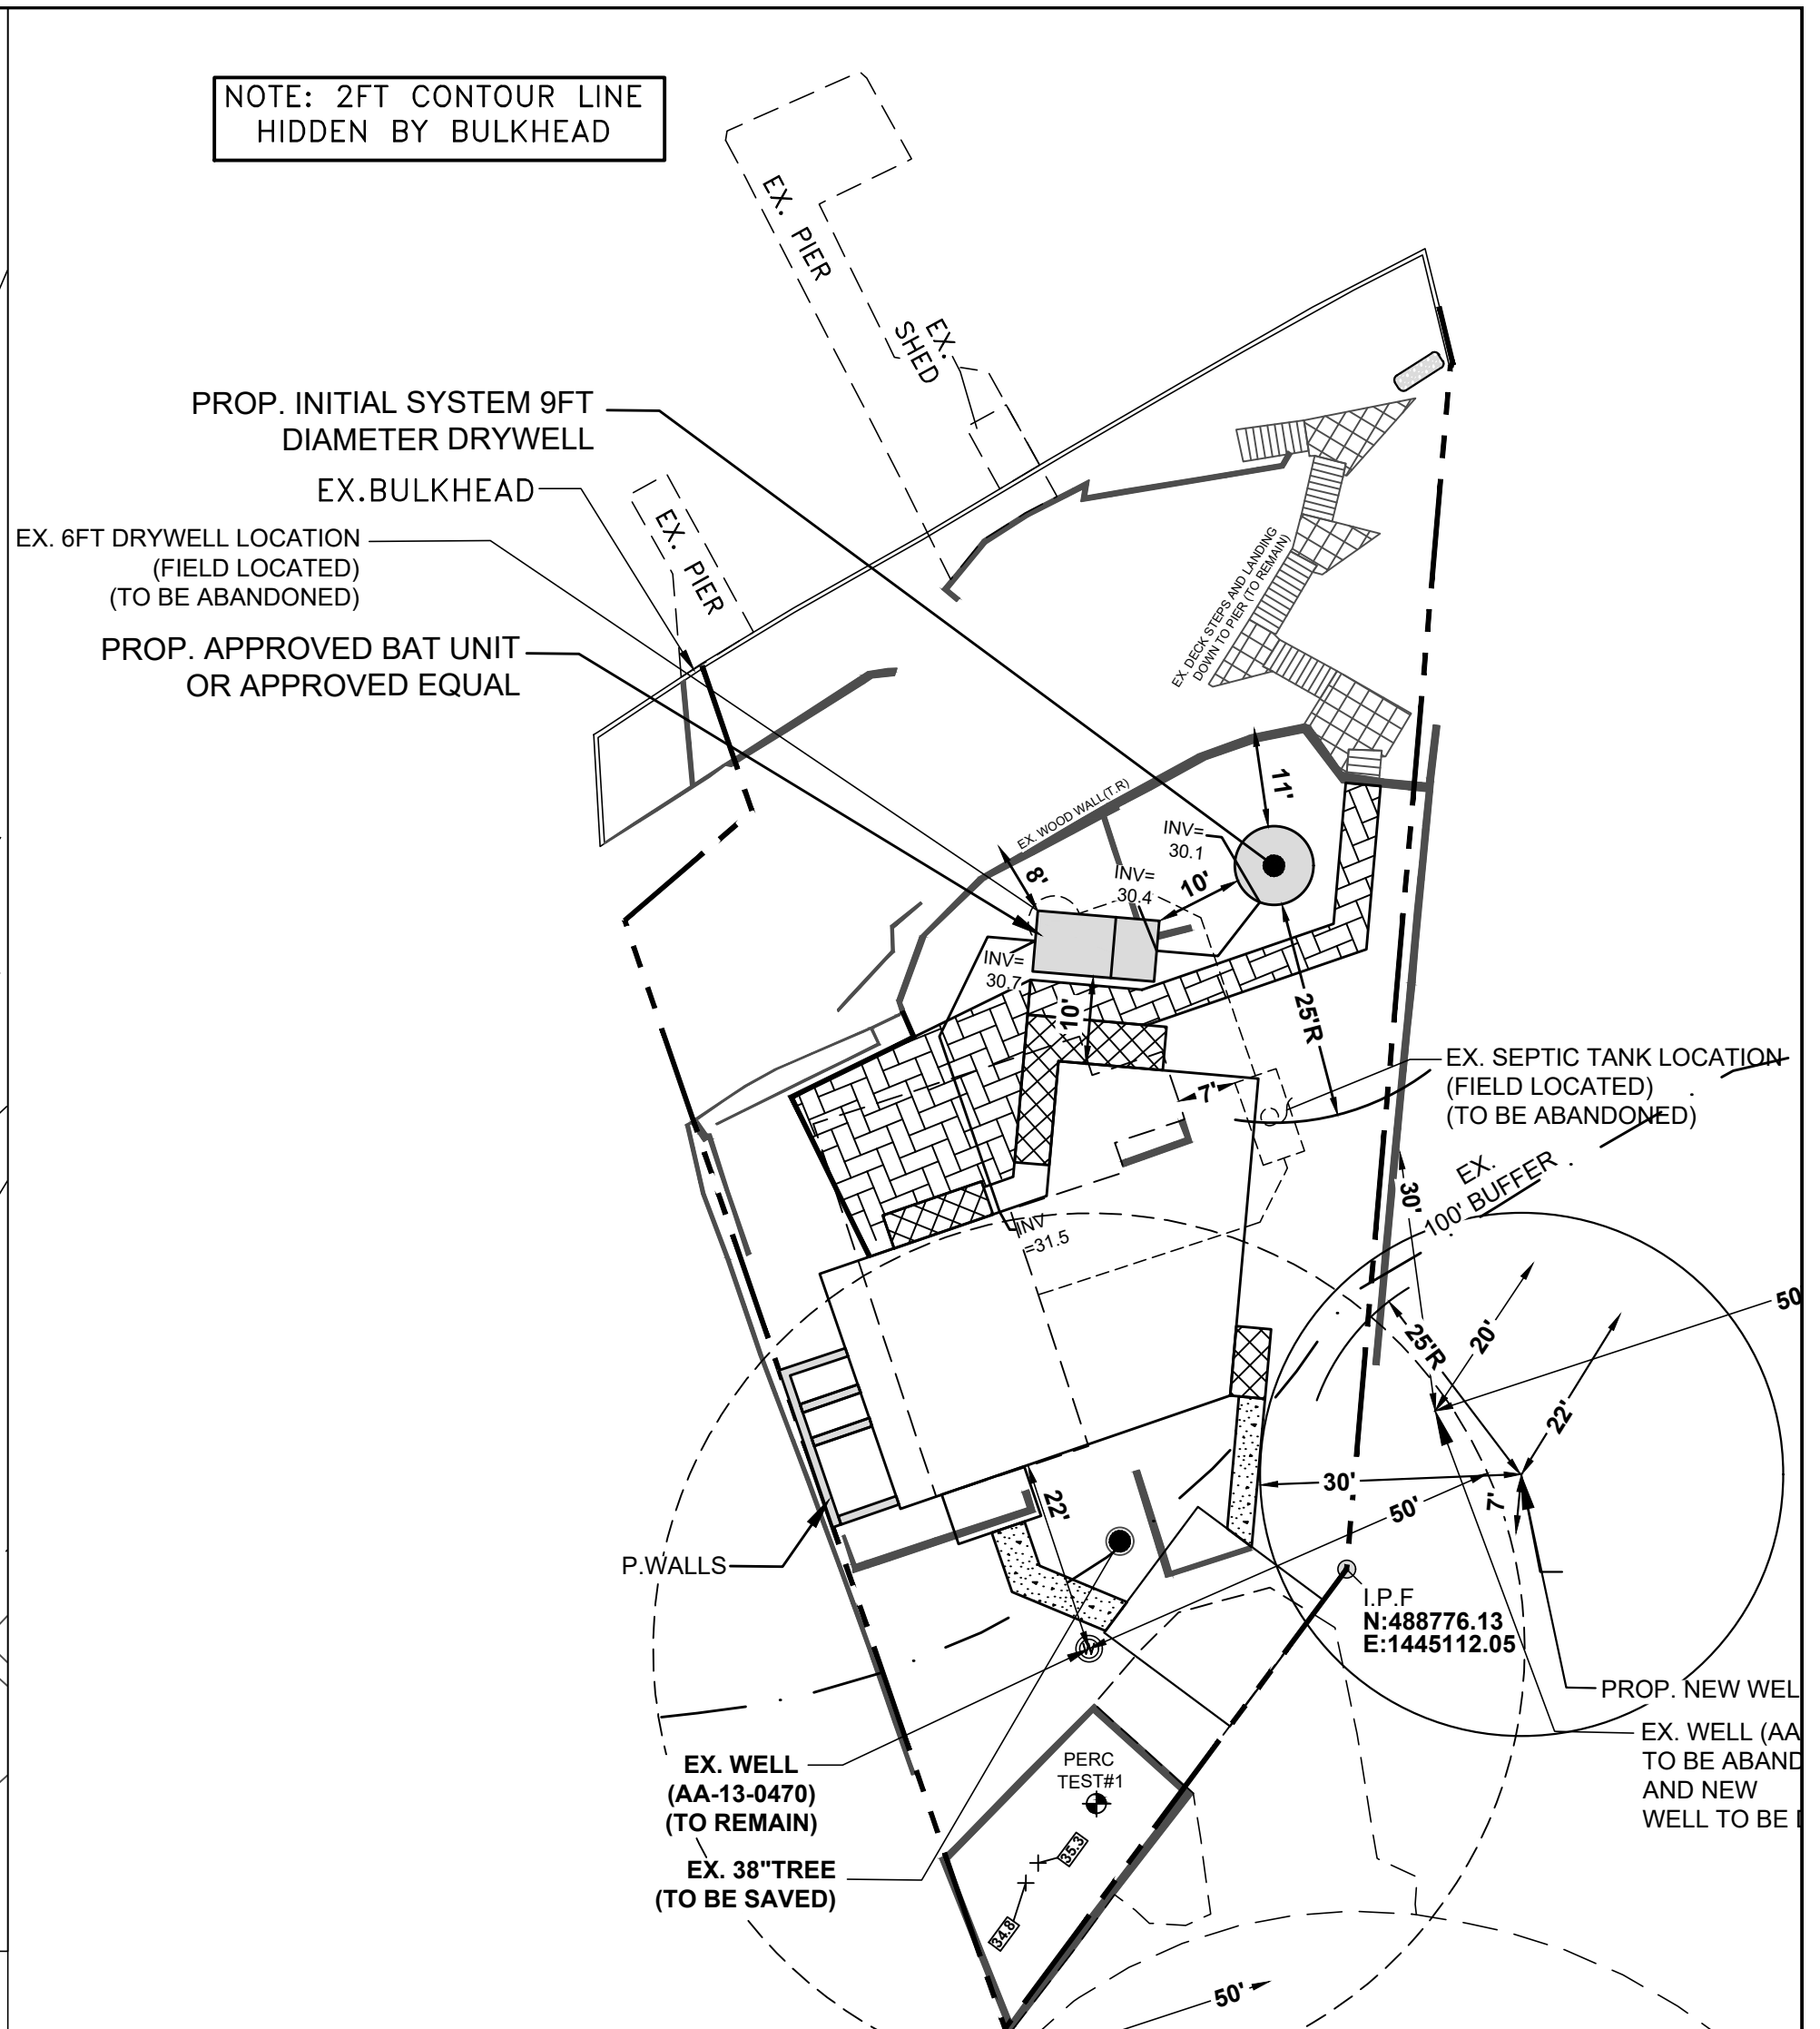 NOTE: 2FT CONTOUR LINE
HIDDEN BY BULKHEAD
EX. PIER
EX.
SHED
PROP. INITIAL SYSTEM 9FT
DIAMETER DRYWELL
EX.BULKHEAD
EX. PIER
EX. 6FT DRYWELL LOCATION
(FIELD LOCATED)
(TO BE ABANDONED)
PROP. APPROVED BAT UNIT
OR APPROVED EQUAL
EX. DECK STEPS AND LANDING
DOWN TO PIER (TO REMAIN)
EX. WOOD WALL(T.R)
11'
INV=
30.1
8'
INV=
30.4
10'
INV=
30.7
10'
25'R
7'
EX. SEPTIC TANK LOCATION
(FIELD LOCATED)
(TO BE ABANDONED)
EX.
100' BUFFER
30'
INV
=31.5
50
25'R
20'
22'
30'
50'
7'
22'
P.WALLS
I.P.F
N:488776.13
E:1445112.05
W
PROP. NEW WEL
EX. WELL (AA
TO BE ABAND
AND NEW
WELL TO BE
EX. WELL
(AA-13-0470)
(TO REMAIN)
PERC
TEST#1
35.3
EX. 38"TREE
(TO BE SAVED)
34.8
50'